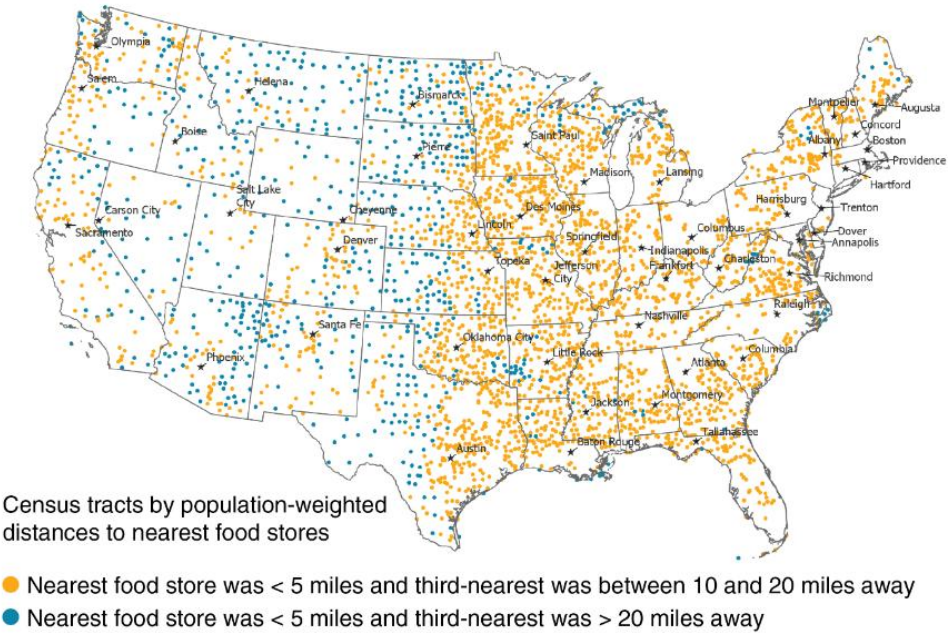 Olympia
Salem
Helena
Bismarck
Boise
Pierre
Saint Paul
Montpelier
Augusta
Concord
Albany
Boston
Providence
Hartford
Madison
Lansing
Salt Lake
City
Carson City
Sacramento
Cheyenne
Des Moines
Lincoln
Harrisburg
Trenton
Columbus
Dover
Annapolis
Denver
Springfield
Indianapolis
Topeka
Jefferson
City
Frankfort
Charleston
Richmond
Raleigh
Nashville
Santa Fe
Oklahoma City
Little Rock
Phoenix
Columbia
Atlanta
Jackson
Montgomery
Tallahassee
Austin
Baton Rouge
Census tracts by population-weighted
distances to nearest food stores
Nearest food store was < 5 miles and third-nearest was between 10 and 20 miles away
Nearest food store was < 5 miles and third-nearest was > 20 miles away